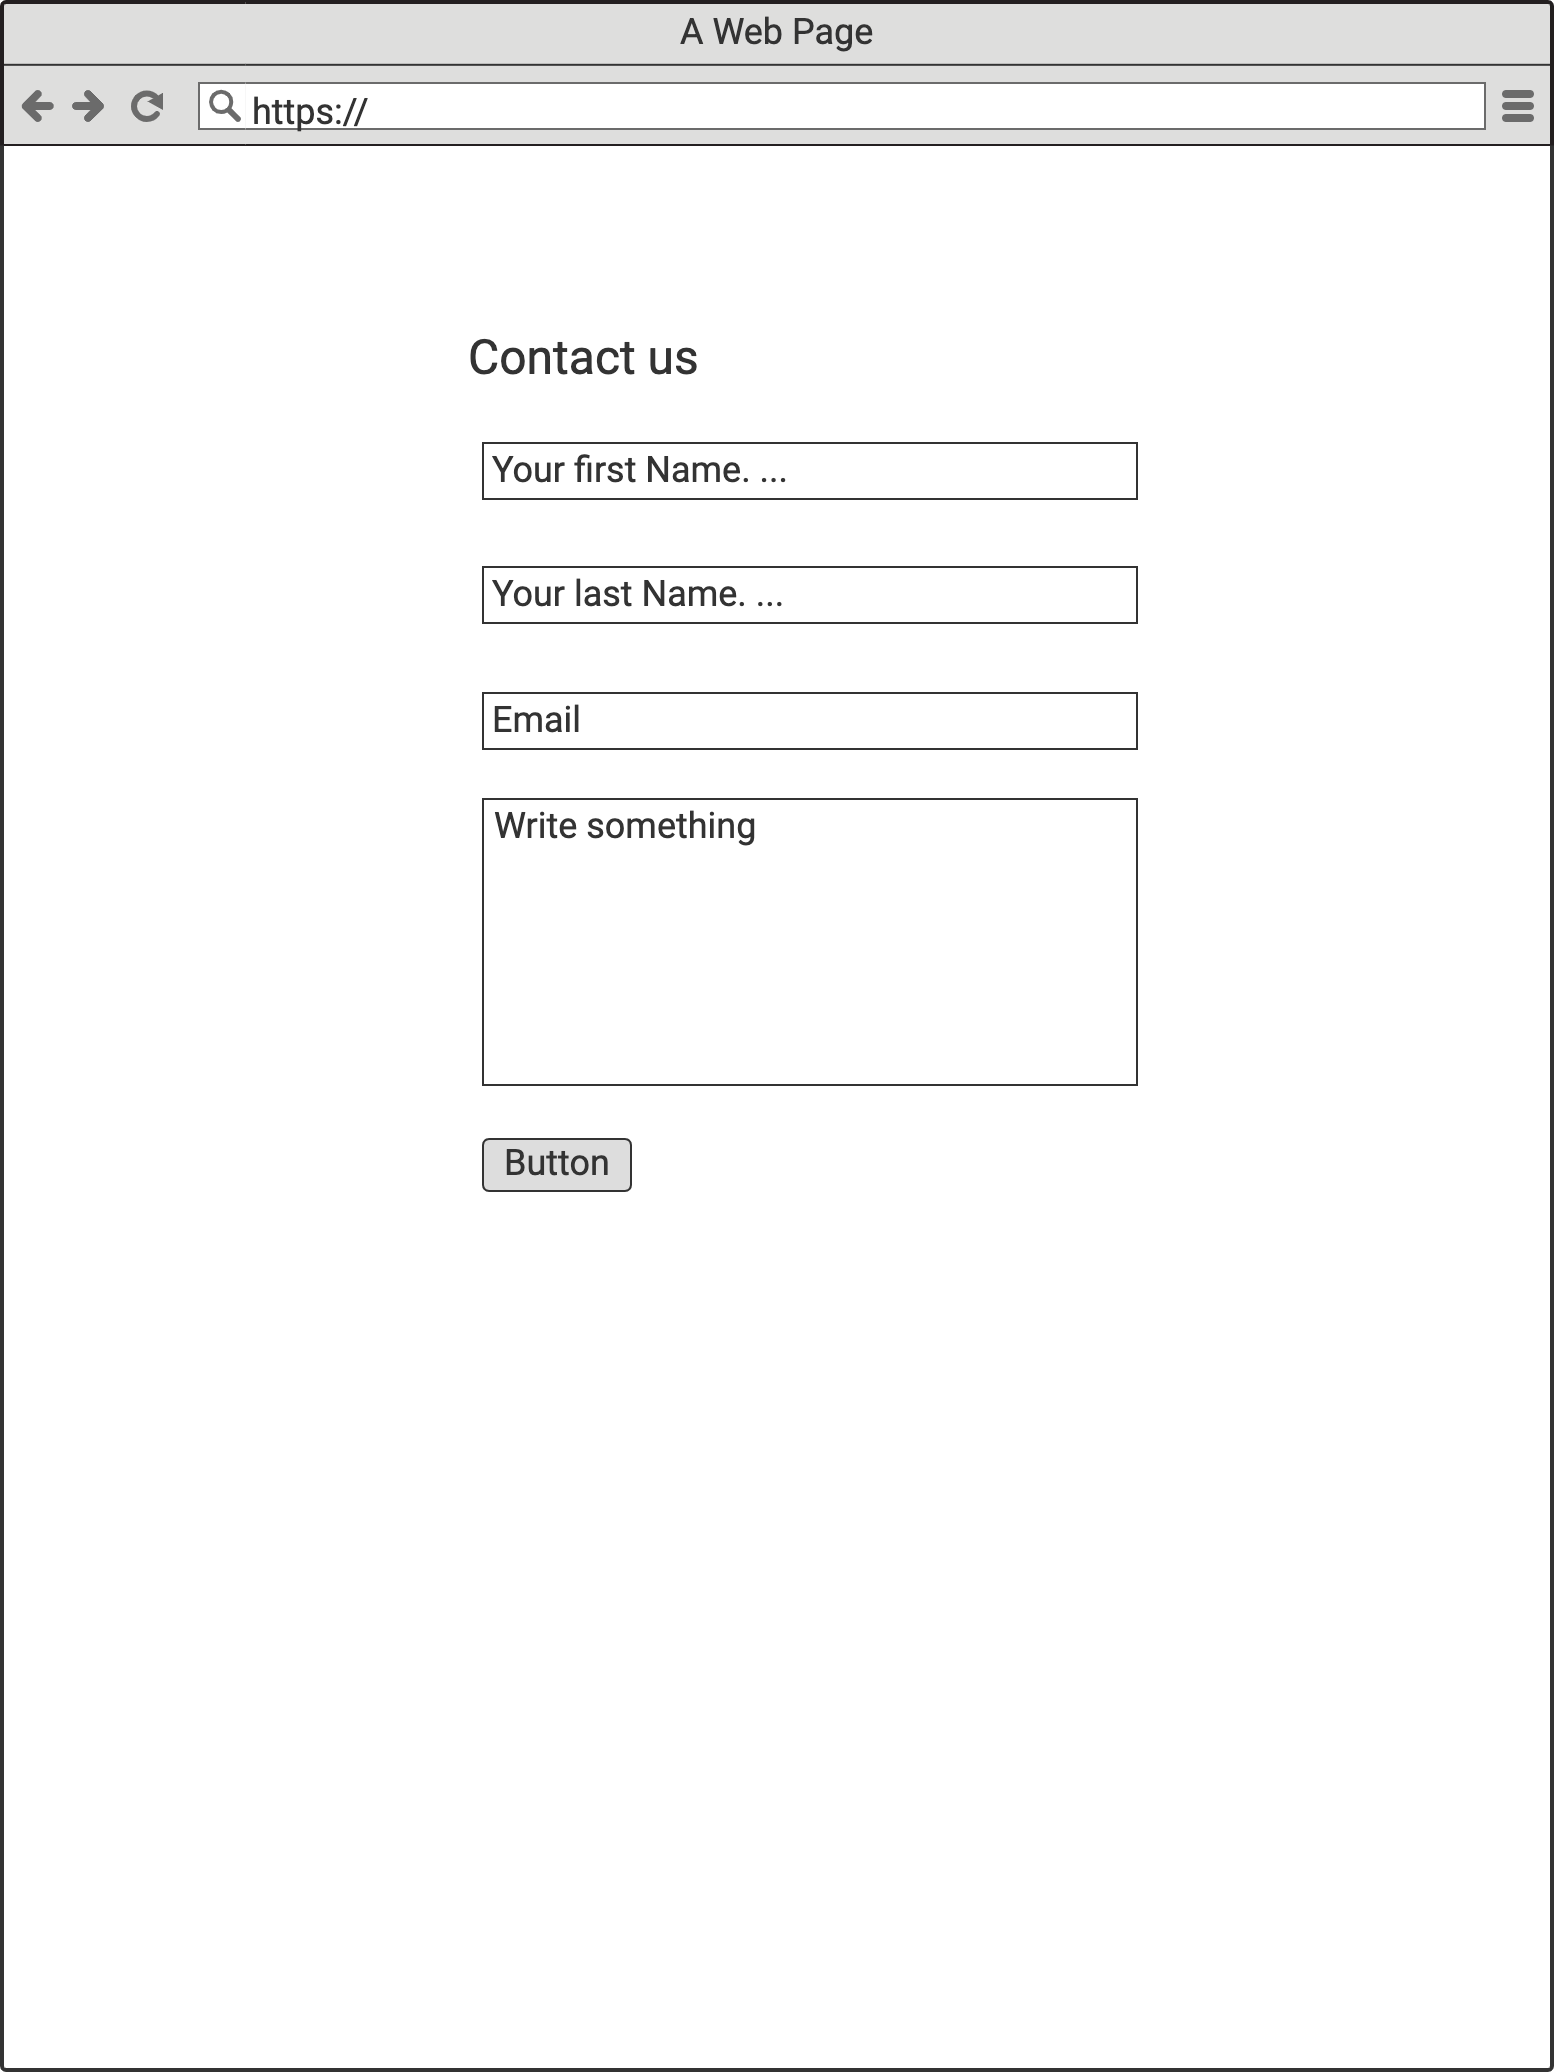 A Web Page
https://
Contact us
Your first Name. ...
Your last Name. ...
Email
Write something
Button